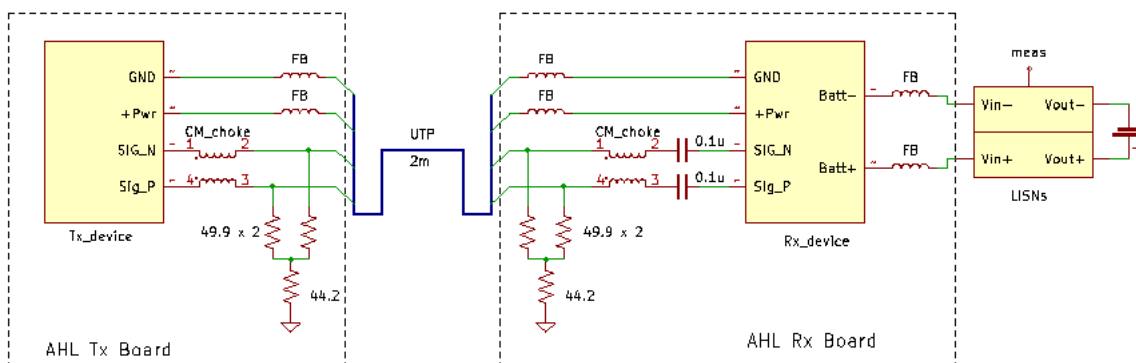 GND
FB
+Pwr
FB
CM_choke
SIG_N
1
2
Sig_P
4
3
Tx_device
49.9 x 2
44.2
AHL Tx Board
UTP
2m
FB
GND
FB
+Pwr
CM_choke
0.1u
1
2
SIG_N
4
3
0.1u
Sig_P
49.9 x 2
44.2
Rx_device
AHL Rx Board
Batt-
FB
Batt+
FB
meas
Vin-
Vout-
Vin+
Vout+
LISNs